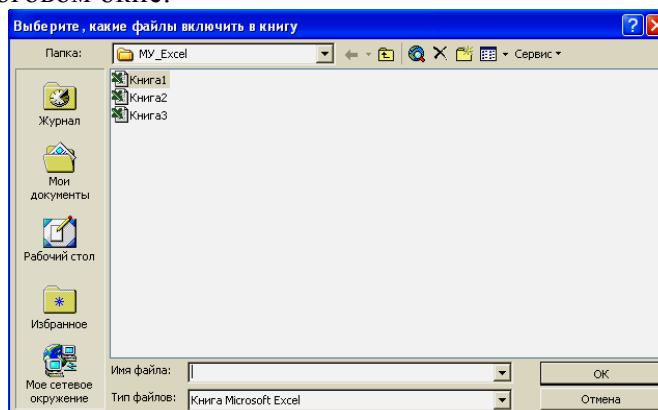 Выберите, какие файлы включить в книгу
Папка:
МУ_Excel
Сервис
Книга1
Книга2
Книга3
Журнал
Мои
документы
Рабочий стол
Избранное
Мое сетевое
окружение
Имя файла:
ОК
Тип файлов:
Книга Microsoft Excel
Отмена